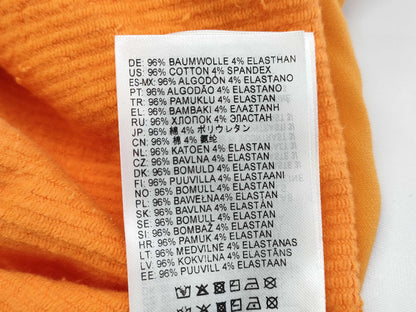 DE: 96% BAUMWOLLE 4% ELASTHAN
US: 96% COTTON 4% SPANDEX
ES-MX: 96% ALGODÓN 4% ELASTANO
PT: 96% ALGODÃO 4% ELASTANO
TR: 96% PAMUKLU 4% ELASTAN
EL: 96% BAMBAKI 4% ΕΛΑΣΤΑΝΗ
RU: 96% ХЛОПОК 4% ЭЛАСТАН
JP: 96% 棉 4% ポリウレタン
CN: 96% 棉 4% 氨纶
NL: 96% KATOEN 4% ELASTAN
CZ: 96% BAVLNA 4% ELASTAN
DK: 96% BOMULD 4% ELASTAN
FI: 96% PUUVILLA 4% ELASTAANI
NO: 96% BOMULL 4% ELASTAN
PL: 96% BAWEŁNA 4% ELASTAN
SK: 96% BAVLNA 4% ELASTAN
SE: 96% BOMULL 4% ELASTAN
SI: 96% BOMBAŽ 4% ELASTAN
HR: 96% PAMUK 4% ELASTAN
LT: 96% MEDVILNĖ 4% ELASTANAS
LV: 96% KOKVILNA 4% ELASTĀNS
EE: 96% PUUVILL 4% ELASTAAN